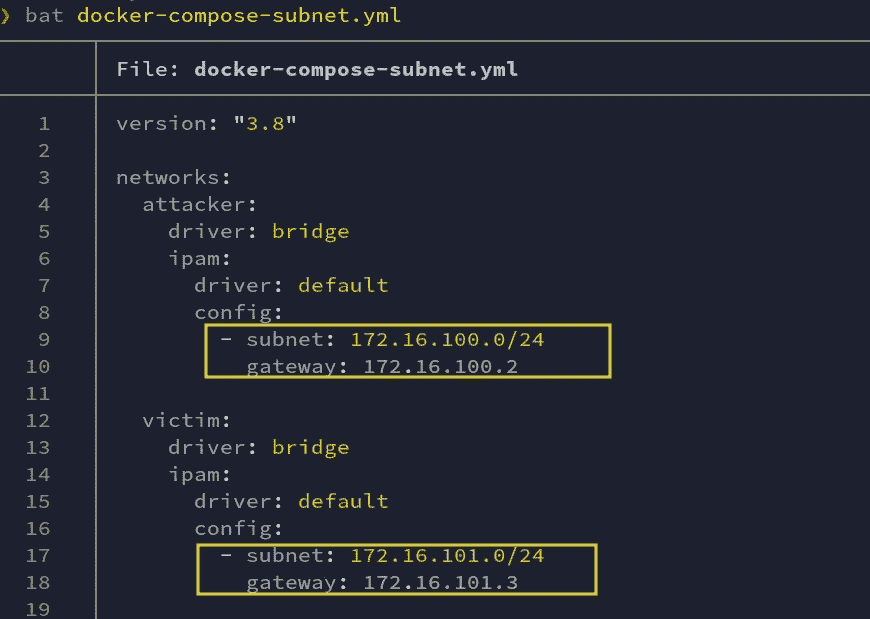 ❯ bat docker-compose-subnet.yml
File: docker-compose-subnet.yml
1 version: "3.8"
2
3 networks:
4 attacker:
5 driver: bridge
6 ipam:
7 driver: default
8 config:
9 - subnet: 172.16.100.0/24
10 gateway: 172.16.100.2
11
12 victim:
13 driver: bridge
14 ipam:
15 driver: default
16 config:
17 - subnet: 172.16.101.0/24
18 gateway: 172.16.101.3
19